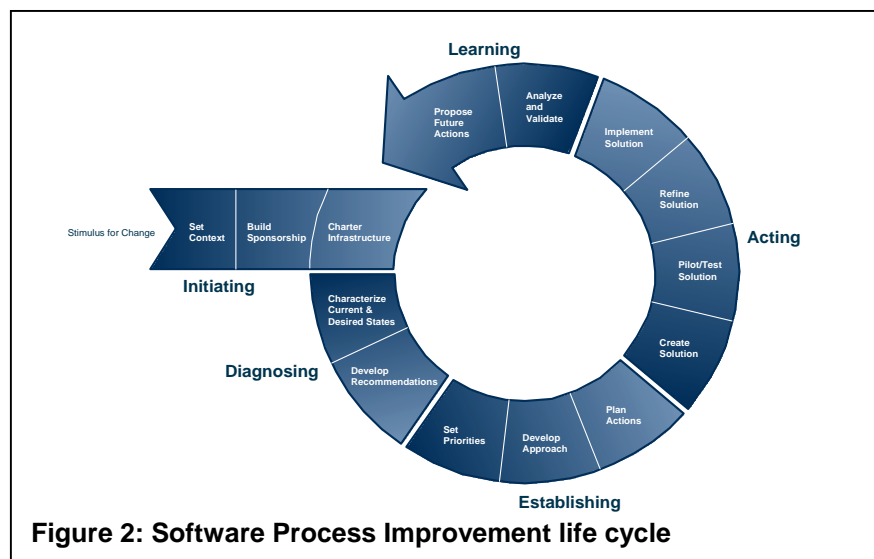 Learning
Analyze
and
Validate
Propose
Future
Actions
Implement
Solution
Refine
Solution
Acting
Pilot/Test
Solution
Create
Solution
Stimulus for Change
Set
Context
Build
Sponsorship
Charter
Infrastructure
Initiating
Characterize
Current &
Desired States
Diagnosing
Develop
Recommendations
Set
Priorities
Develop
Approach
Plan
Actions
Establishing
Figure 2: Software Process Improvement life cycle